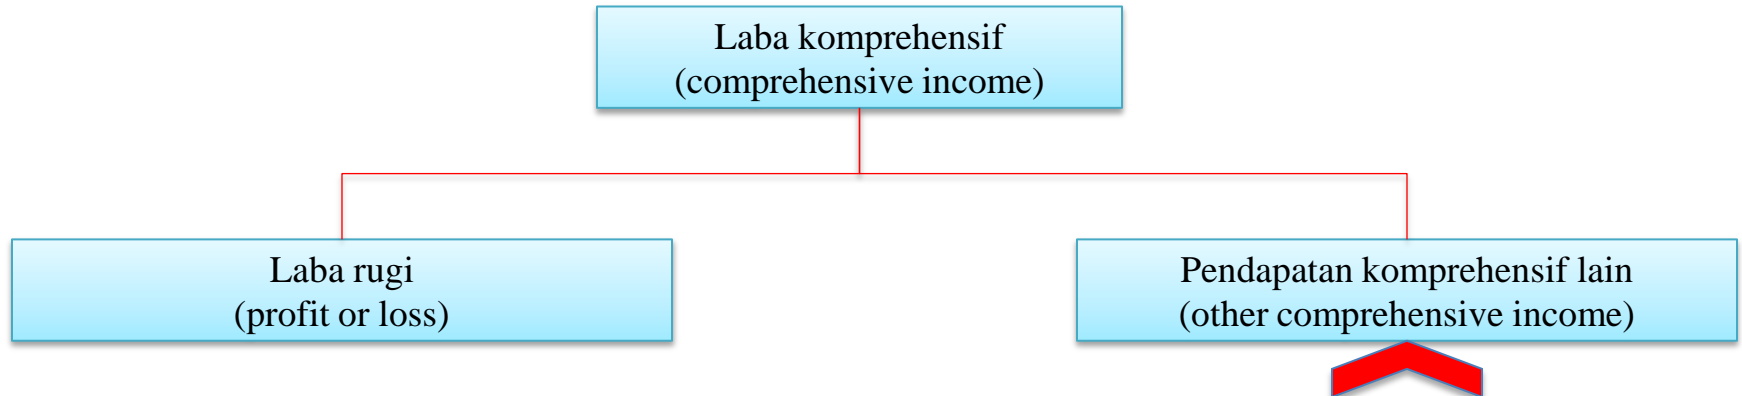 Laba komprehensif
(comprehensive income)
Laba rugi
(profit or loss)
Pendapatan komprehensif lain
(other comprehensive income)